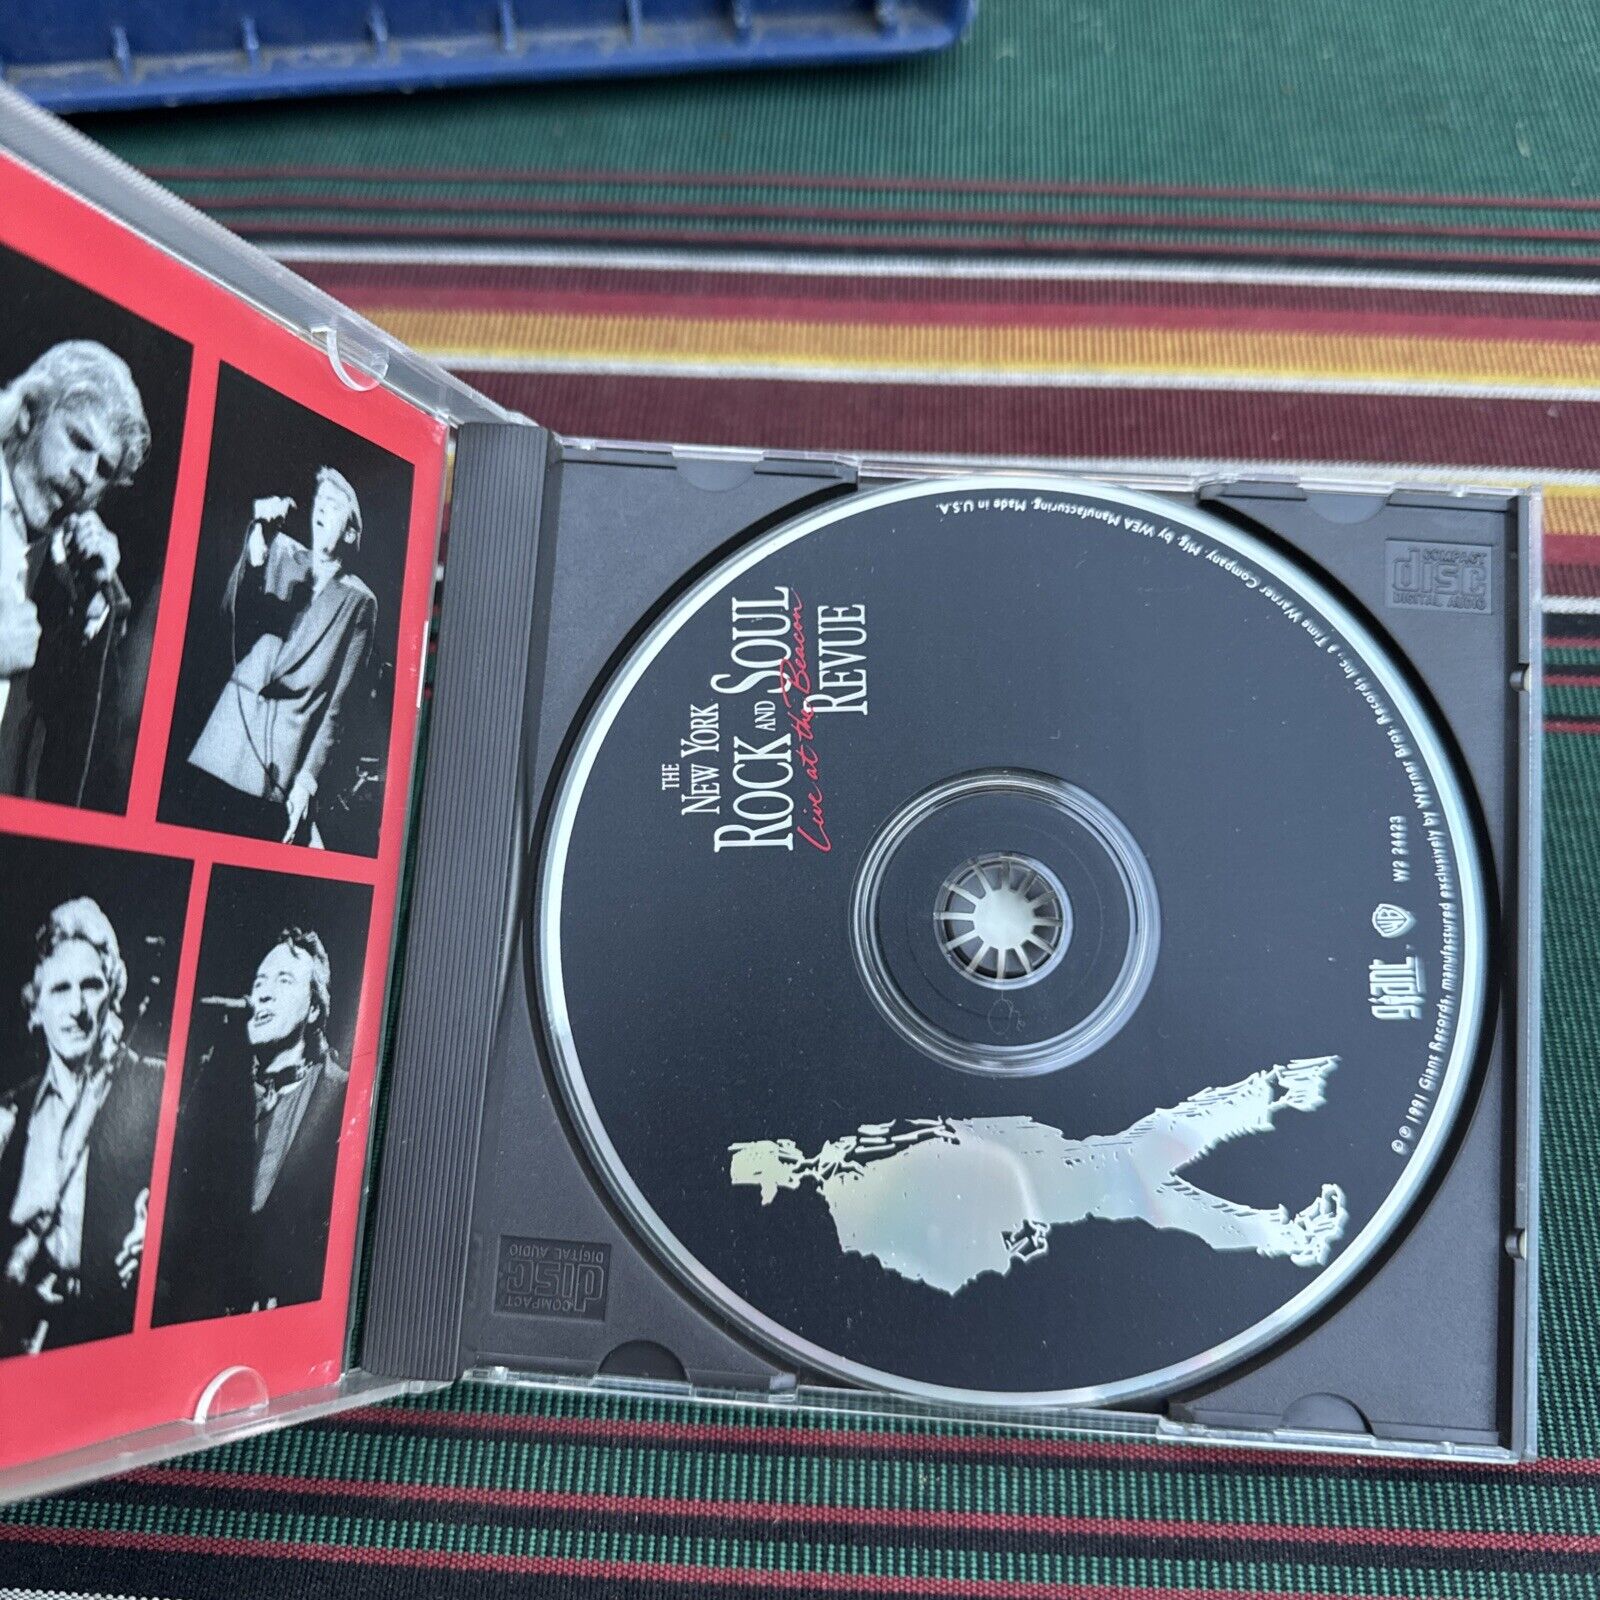 THE
NEW YORK
ROCK AND SOUL
Live at the Beacon
REVUE
giant
WB
W2 24423
© ℗ 1991 Giant Records, manufactured exclusively by Warner Bros Records Inc., a Time Warner Company. Mfg. by WEA Manufacturing. Made in U.S.A.
COMPACT
disc
DIGITAL AUDIO
COMPACT
disc
DIGITAL AUDIO